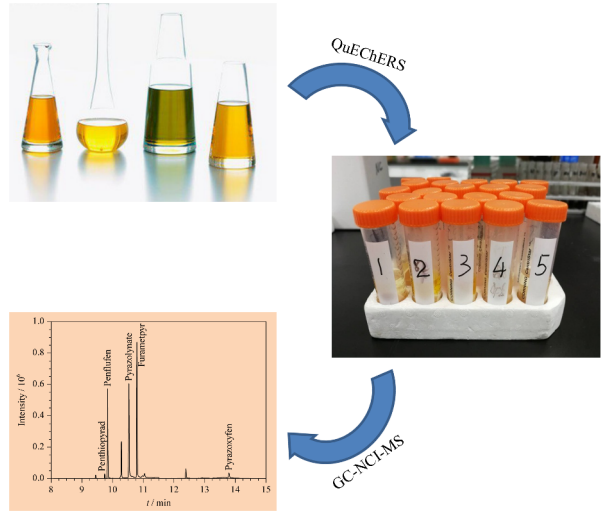 QuEChERS
1 2 3 4 5
GC-NCI-MS
Intensity / 10⁶
1.0
0.8
0.6
0.4
0.2
0.0
Penthiopyrad
Penflufen
Pyrazolynate
Furametpyr
Pyrazoxyfen
8 9 10 11 12 13 14 15
t / min